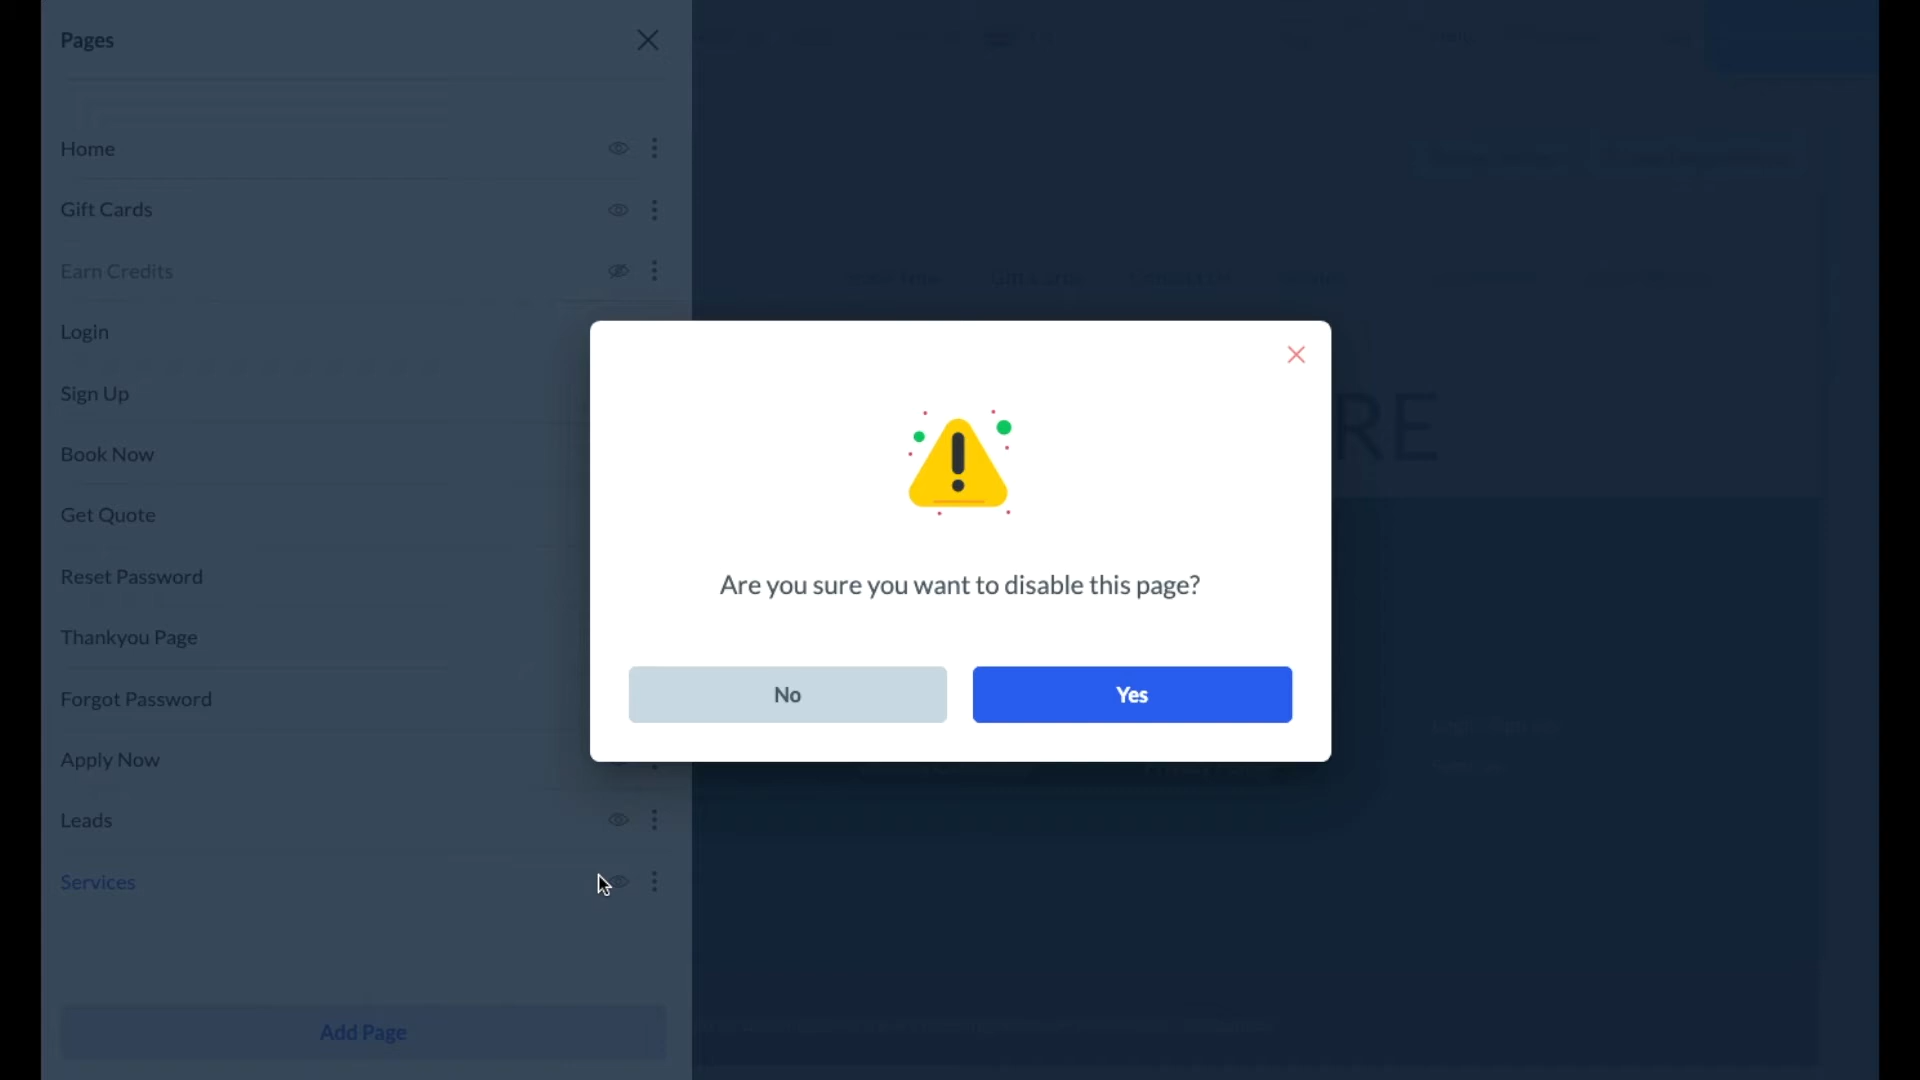 Pages
Home
Gift Cards
Earn Credits
Login
Sign Up
Book Now
Get Quote
Reset Password
Thankyou Page
Forgot Password
Apply Now
Leads
Services
Add Page
RE
Are you sure you want to disable this page?
No
Yes